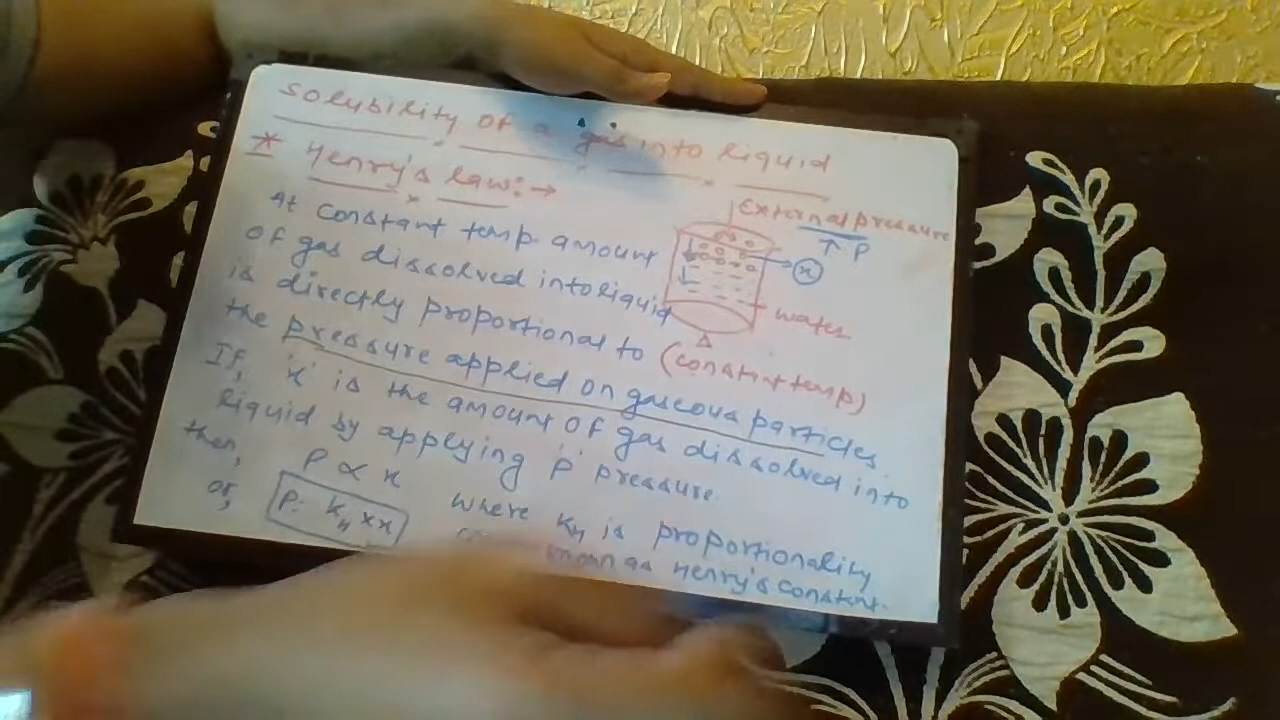 Solubility of a gas into liquid
* Henry's law:→
At constant temp. amount
of gas dissolved into liquid
is directly proportional to
the pressure applied on gaseous particles
External pressure
↑ P
x
water
Δ
(constant temp)
If, 'x' is the amount of gas dissolved into
liquid by applying 'p' pressure.
then, P ∝ x
or, P = K_H × x where K_H is proportionality
known as Henry's constant.